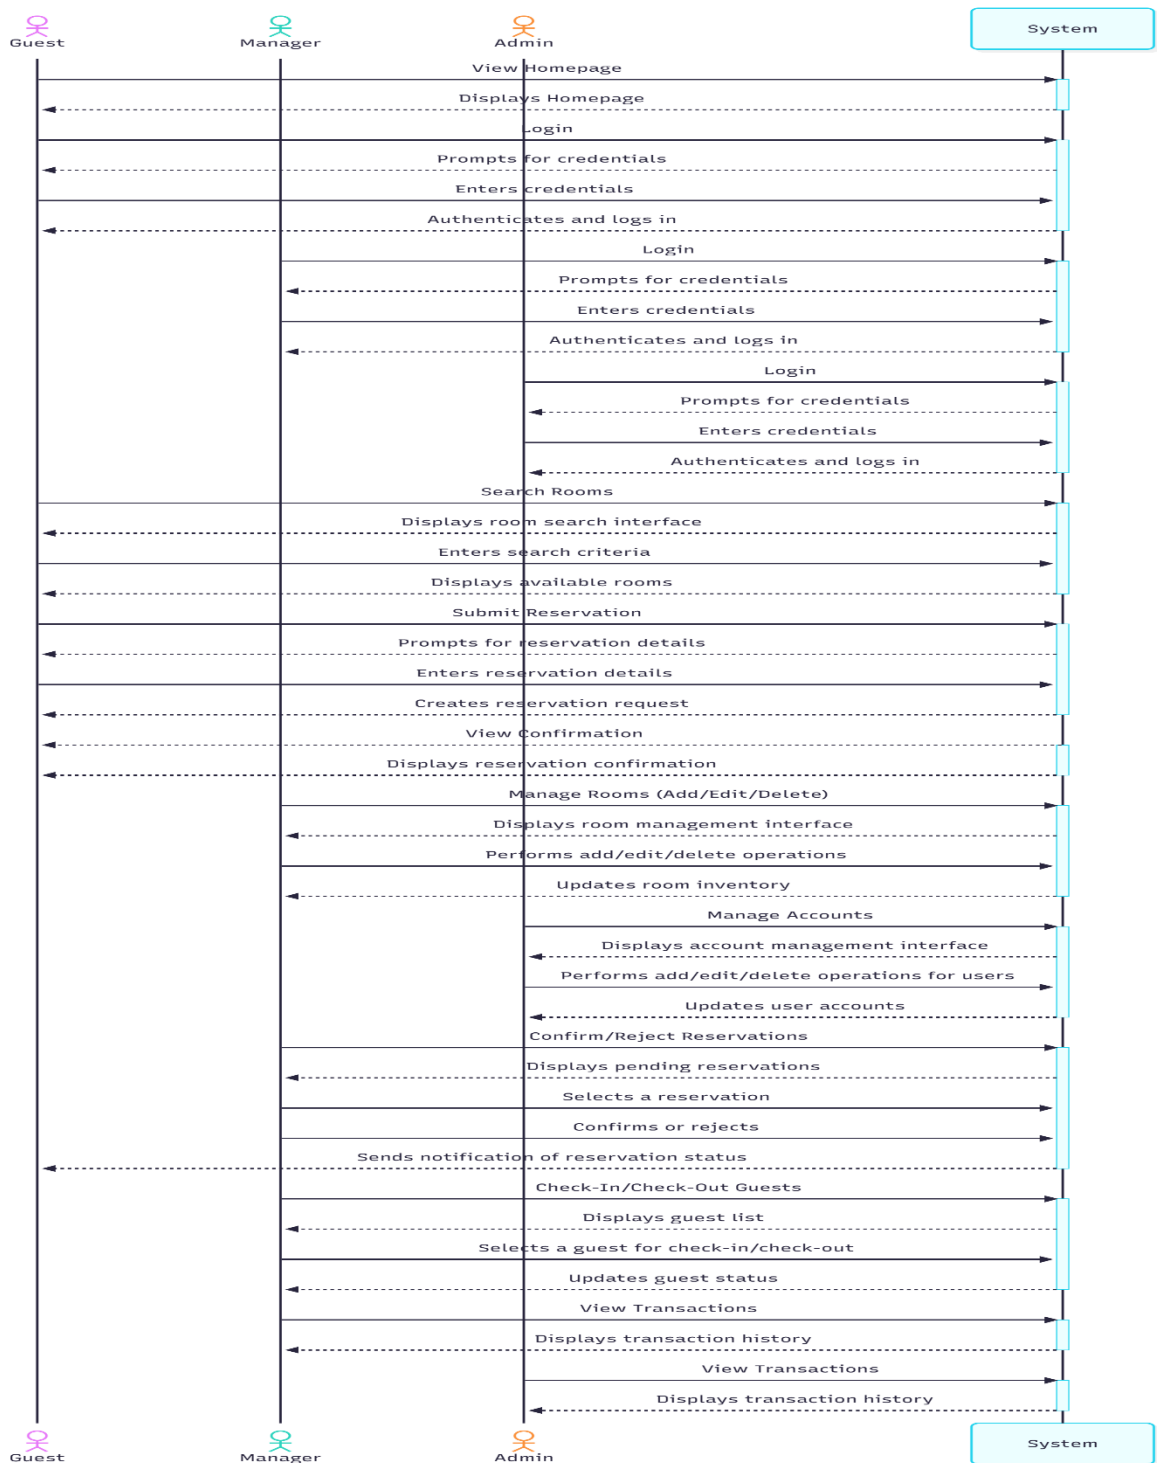 Guest Manager Admin System
View Homepage
Displays Homepage
Login
Prompts for credentials
Enters credentials
Authenticates and logs in
Login
Prompts for credentials
Enters credentials
Authenticates and logs in
Login
Prompts for credentials
Enters credentials
Authenticates and logs in
Search Rooms
Displays room search interface
Enters search criteria
Displays available rooms
Submit Reservation
Prompts for reservation details
Enters reservation details
Creates reservation request
View Confirmation
Displays reservation confirmation
Manage Rooms (Add/Edit/Delete)
Displays room management interface
Performs add/edit/delete operations
Updates room inventory
Manage Accounts
Displays account management interface
Performs add/edit/delete operations for users
Updates user accounts
Confirm/Reject Reservations
Displays pending reservations
Selects a reservation
Confirms or rejects
Sends notification of reservation status
Check-In/Check-Out Guests
Displays guest list
Selects a guest for check-in/check-out
Updates guest status
View Transactions
Displays transaction history
View Transactions
Displays transaction history
Guest Manager Admin System